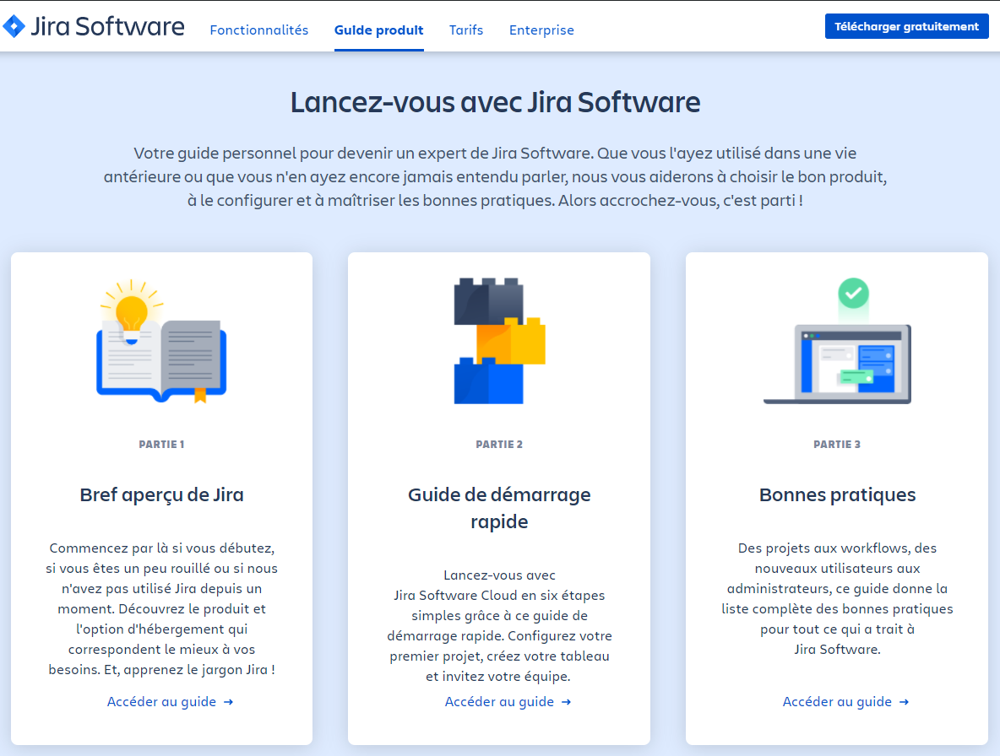 Jira Software
Fonctionnalités
Guide produit
Tarifs
Enterprise
Télécharger gratuitement
Lancez-vous avec Jira Software
Votre guide personnel pour devenir un expert de Jira Software. Que vous l'ayez utilisé dans une vie
antérieure ou que vous n'en ayez encore jamais entendu parler, nous vous aiderons à choisir le bon produit,
à le configurer et à maîtriser les bonnes pratiques. Alors accrochez-vous, c'est parti !
PARTIE 1
Bref aperçu de Jira
Commencez par là si vous débutez,
si vous êtes un peu rouillé ou si nous
n'avez pas utilisé Jira depuis un
moment. Découvrez le produit et
l'option d'hébergement qui
correspondent le mieux à vos
besoins. Et, apprenez le jargon Jira !
Accéder au guide →
PARTIE 2
Guide de démarrage
rapide
Lancez-vous avec
Jira Software Cloud en six étapes
simples grâce à ce guide de
démarrage rapide. Configurez votre
premier projet, créez votre tableau
et invitez votre équipe.
Accéder au guide →
PARTIE 3
Bonnes pratiques
Des projets aux workflows, des
nouveaux utilisateurs aux
administrateurs, ce guide donne la
liste complète des bonnes pratiques
pour tout ce qui a trait à
Jira Software.
Accéder au guide →